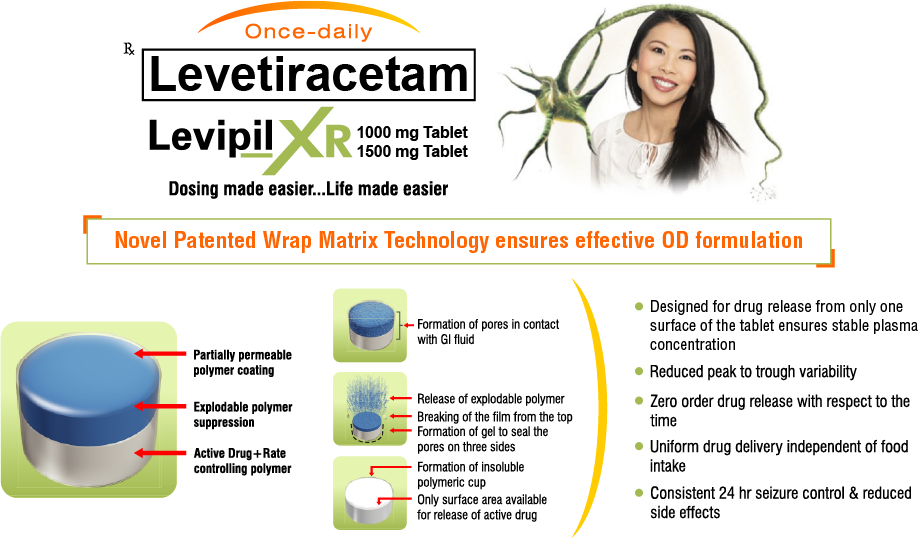 Once-daily
Rx
Levetiracetam
Levipil XR
1000 mg Tablet
1500 mg Tablet
Dosing made easier...Life made easier
Novel Patented Wrap Matrix Technology ensures effective OD formulation
Partially permeable
polymer coating
Explodable polymer
suppression
Active Drug+Rate
controlling polymer
Formation of pores in contact
with GI fluid
Release of explodable polymer
Breaking of the film from the top
Formation of gel to seal the
pores on three sides
Formation of insoluble
polymeric cup
Only surface area available
for release of active drug
• Designed for drug release from only one
surface of the tablet ensures stable plasma
concentration
• Reduced peak to trough variability
• Zero order drug release with respect to the
time
• Uniform drug delivery independent of food
intake
• Consistent 24 hr seizure control & reduced
side effects